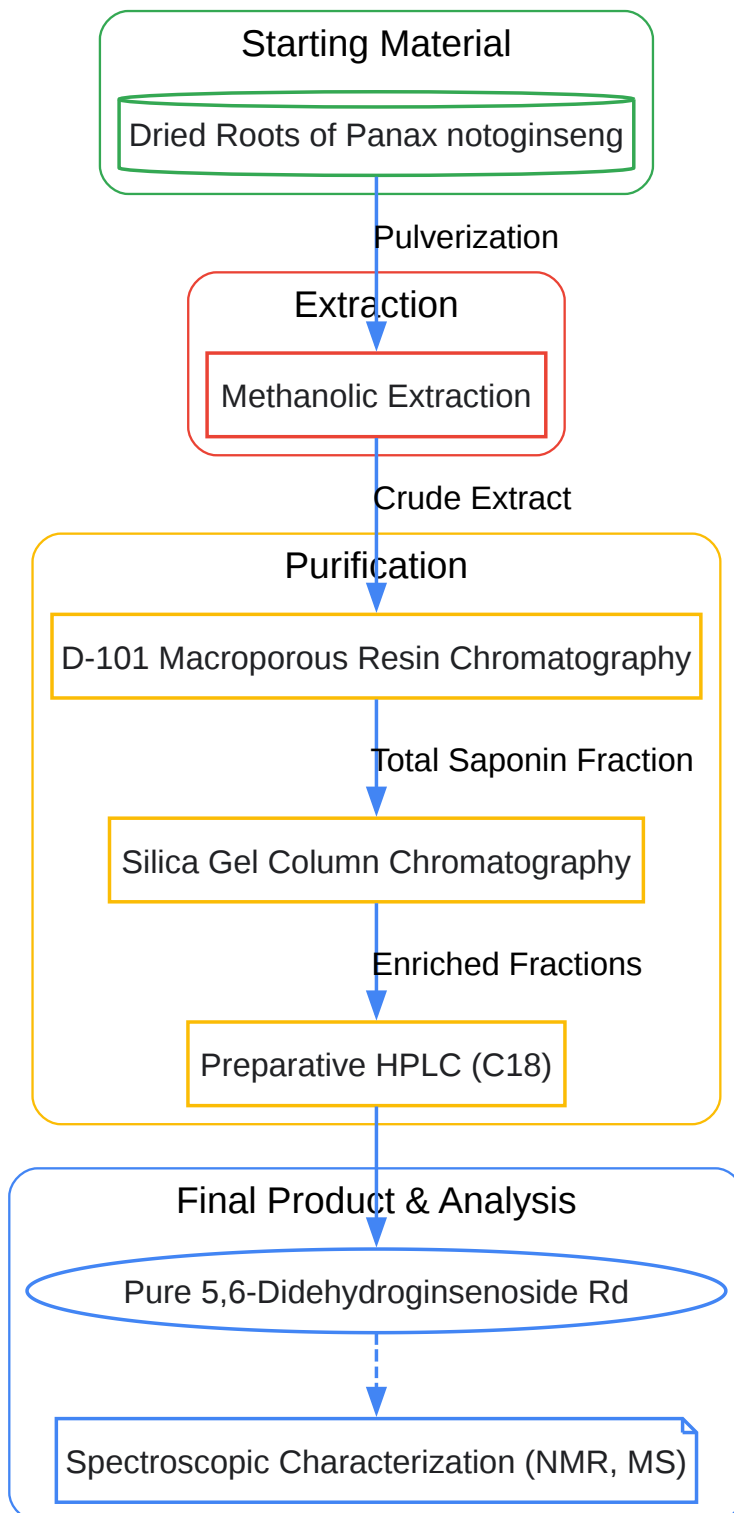 Starting Material
Dried Roots of Panax notoginseng
Pulverization
Extraction
Methanolic Extraction
Crude Extract
Purification
D-101 Macroporous Resin Chromatography
Total Saponin Fraction
Silica Gel Column Chromatography
Enriched Fractions
Preparative HPLC (C18)
Final Product & Analysis
Pure 5,6-Didehydroginsenoside Rd
Spectroscopic Characterization (NMR, MS)